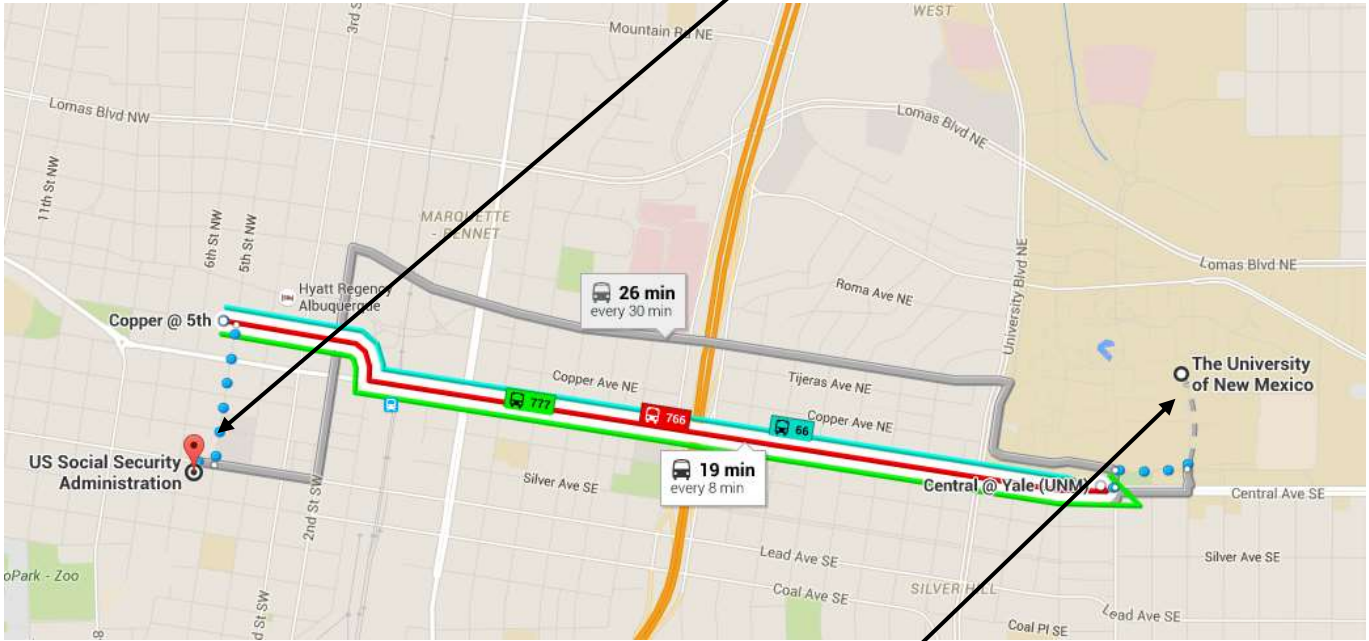 WEST
3rd S
Mountain Rd NE
Lomas Blvd NW
Lomas Blvd NE
11th St NW
MARQUETTE
- BENNET
6th St NW
5th St NW
University Blvd NE
Lomas Blvd NE
Hyatt Regency
Albuquerque
26 min
every 30 min
Roma Ave NE
Copper @ 5th
The University
of New Mexico
Copper Ave NE
Tijeras Ave NE
777
766
66
Copper Ave NE
US Social Security
Administration
19 min
every 8 min
Silver Ave SE
Central @ Yale (UNM)
Central Ave SE
2nd St SW
Lead Ave SE
Silver Ave SE
oPark - Zoo
Coal Ave SE
SILVER HILL
Lead Ave SE
d St SW
Coal Pl SE
8